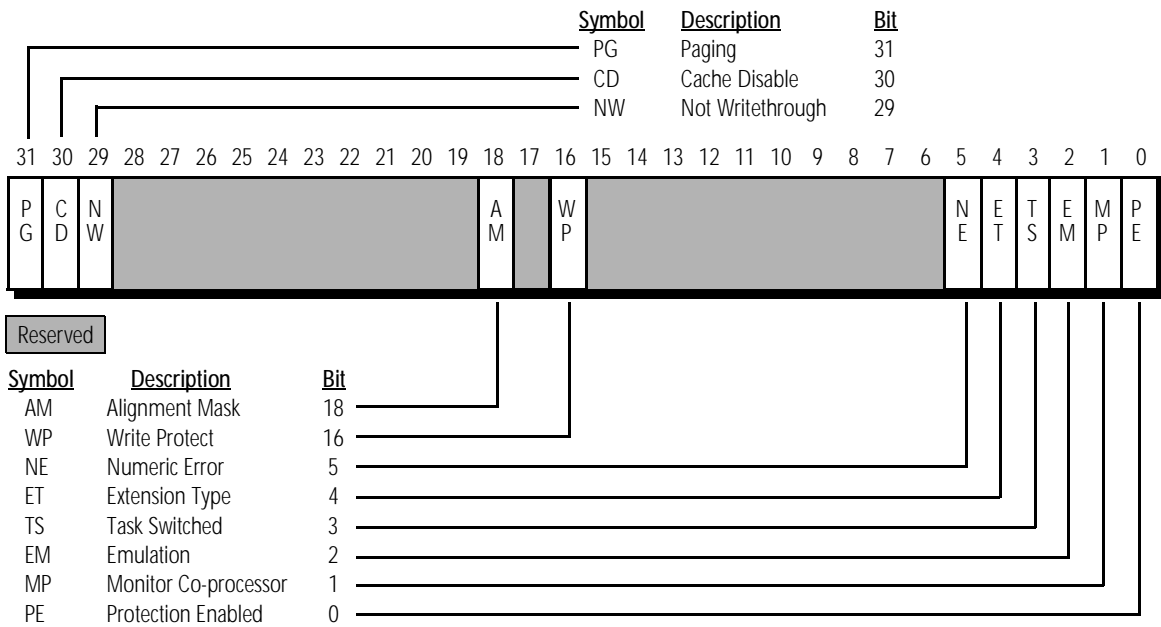 Symbol Description Bit
PG Paging 31
CD Cache Disable 30
NW Not Writethrough 29
31 30 29 28 27 26 25 24 23 22 21 20 19 18 17 16 15 14 13 12 11 10 9 8 7 6 5 4 3 2 1 0
P C N A W N E T E M P
G D W M P E T S M P E
Reserved
Symbol Description Bit
AM Alignment Mask 18
WP Write Protect 16
NE Numeric Error 5
ET Extension Type 4
TS Task Switched 3
EM Emulation 2
MP Monitor Co-processor 1
PE Protection Enabled 0